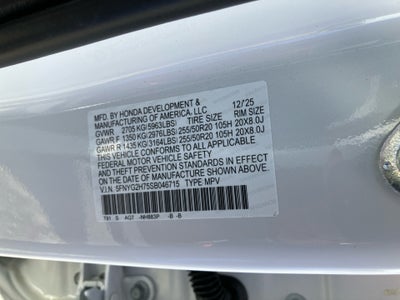 MFD. BY HONDA DEVELOPMENT & 12/25
MANUFACTURING OF AMERICA, LLC RIM SIZE
GVWR 2705 KG(5963LBS) TIRE SIZE 20X8.0J
GAWR F 1350 KG(2976LBS) 255/50R20 105H 20X8.0J
GAWR R 1435 KG(3164LBS) 255/50R20 105H
THIS VEHICLE CONFORMS TO ALL APPLICABLE
FEDERAL MOTOR VEHICLE SAFETY, BUMPER,
AND THEFT PREVENTION STANDARDS IN EFFECT
ON THE DATE OF MANUFACTURE SHOWN ABOVE.
V.I.N. 5FNYG2H75SB046715 TYPE MPV
S AGT NH883P -B -B